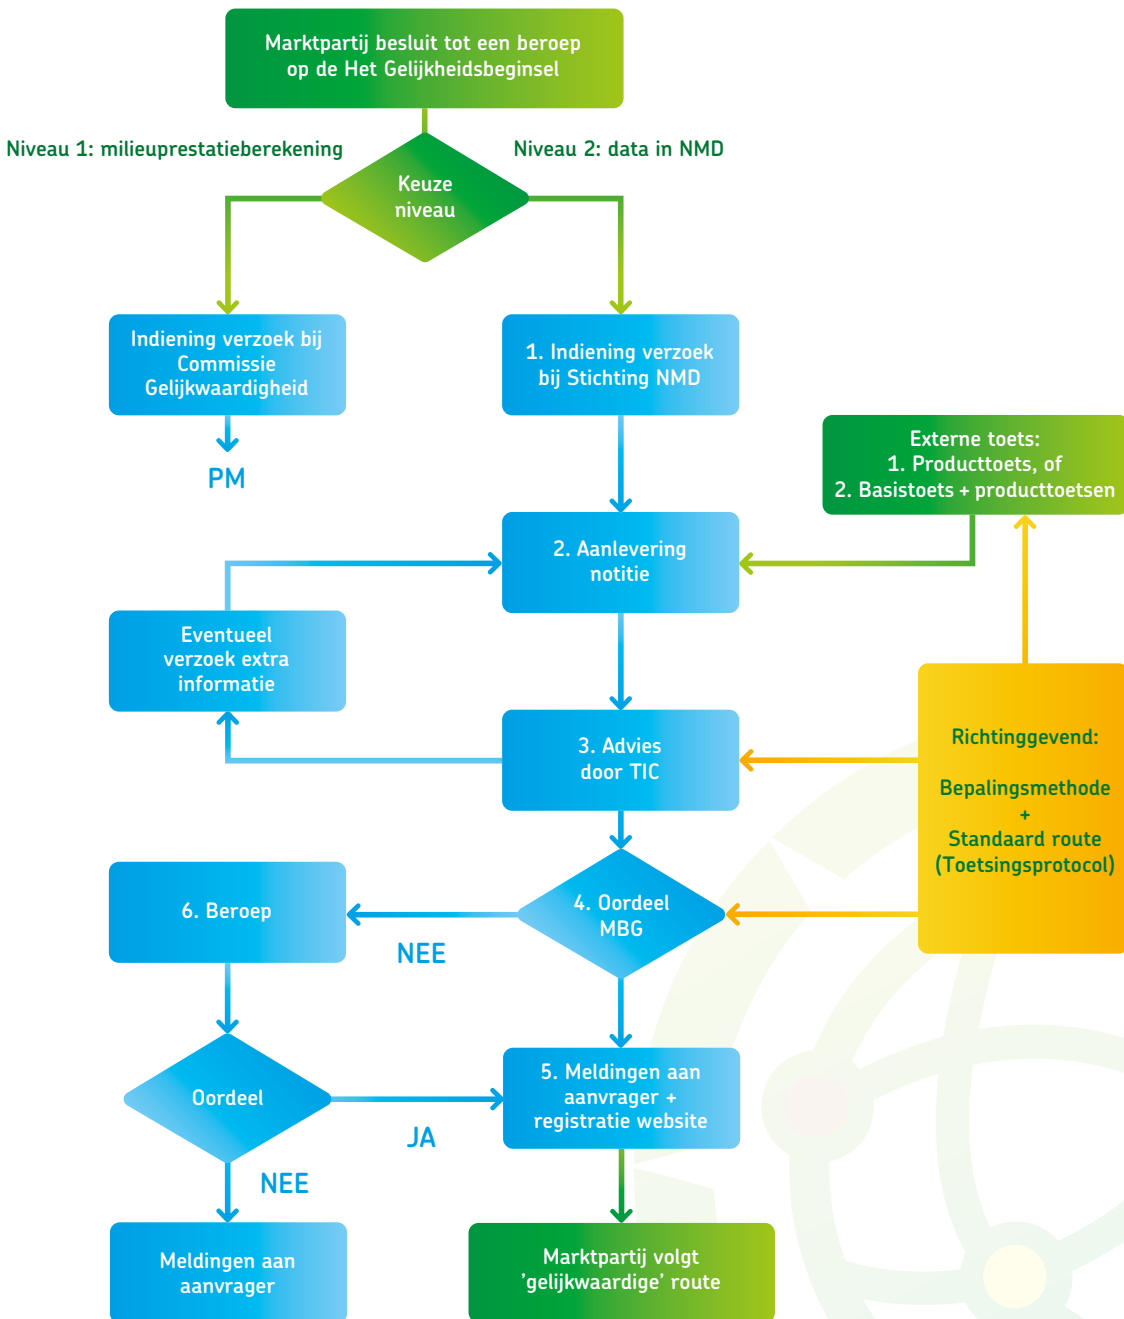 Marktpartij besluit tot een beroep
op de Het Gelijkheidsbeginsel
Niveau 1: milieuprestatieberekening
Niveau 2: data in NMD
Keuze
niveau
Indiening verzoek bij
Commissie
Gelijkwaardigheid
1. Indiening verzoek
bij Stichting NMD
PM
Externe toets:
1. Producttoets, of
2. Basistoets + producttoetsen
2. Aanlevering
notitie
Eventueel
verzoek extra
informatie
3. Advies
door TIC
Richtinggevend:
Bepalingsmethode
+
Standaard route
(Toetsingsprotocol)
6. Beroep
4. Oordeel
MBG
NEE
Oordeel
5. Meldingen aan
aanvrager +
registratie website
JA
NEE
Meldingen aan
aanvrager
Marktpartij volgt
'gelijkwaardige' route